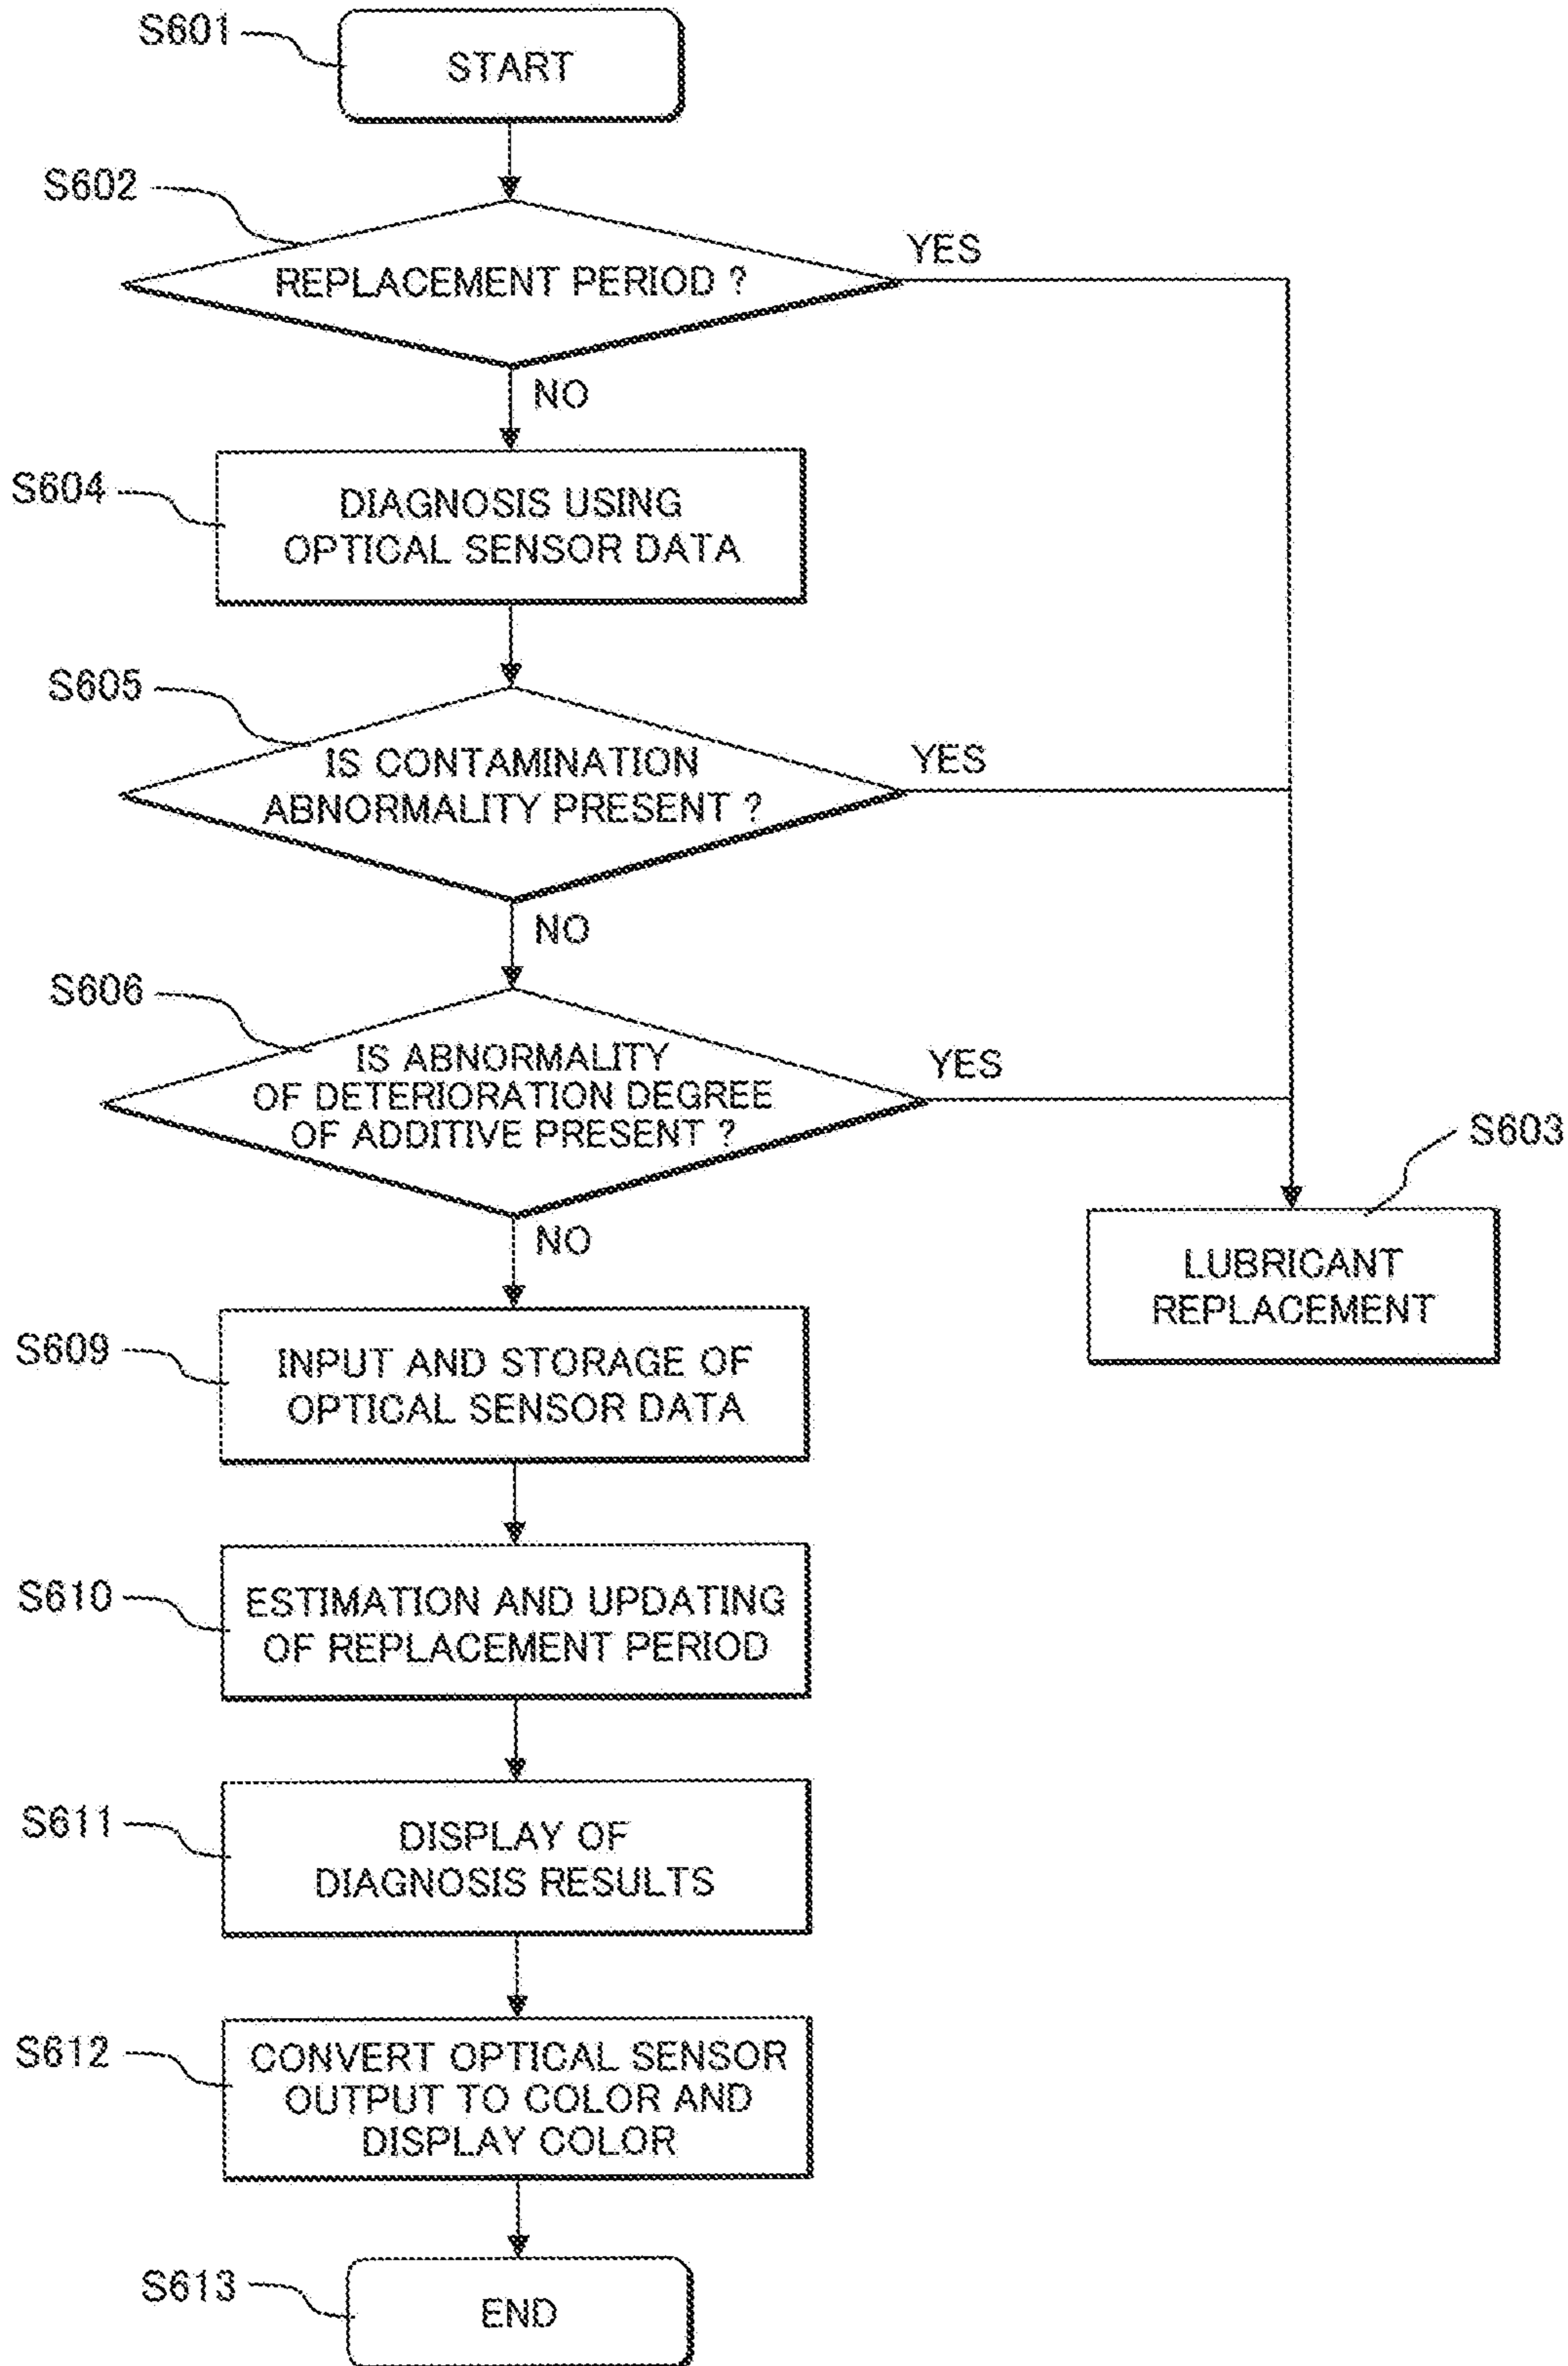 S601
START
S602
REPLACEMENT PERIOD ?
YES
NO
S604
DIAGNOSIS USING
OPTICAL SENSOR DATA
S605
IS CONTAMINATION
ABNORMALITY PRESENT ?
YES
NO
S606
IS ABNORMALITY
OF DETERIORATION DEGREE
OF ADDITIVE PRESENT ?
YES
NO
S603
LUBRICANT
REPLACEMENT
S609
INPUT AND STORAGE OF
OPTICAL SENSOR DATA
S610
ESTIMATION AND UPDATING
OF REPLACEMENT PERIOD
S611
DISPLAY OF
DIAGNOSIS RESULTS
S612
CONVERT OPTICAL SENSOR
OUTPUT TO COLOR AND
DISPLAY COLOR
S613
END